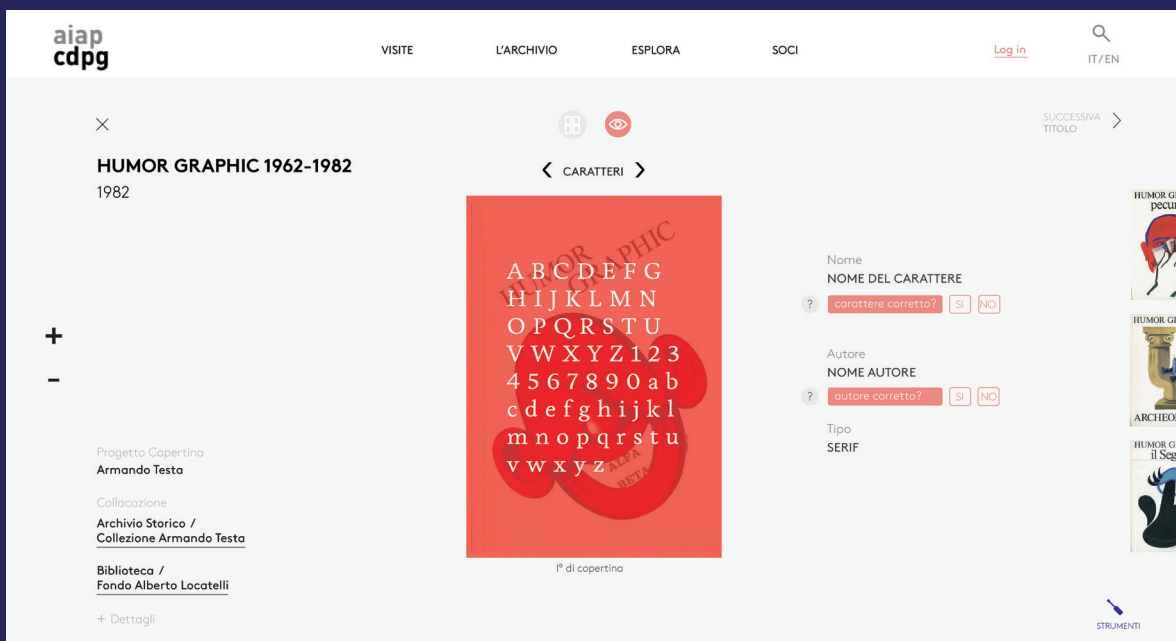 aiap
cdpg
VISITE
L'ARCHIVIO
ESPLORA
SOCI
Log in
IT/EN
SUCCESSIVA
TITOLO
HUMOR GRAPHIC 1962-1982
1982
CARATTERI
HUMOR
GRAPHIC
A B C D E F G
H I J K L M N
O P Q R S T U
V W X Y Z 1 2 3
4 5 6 7 8 9 0 a b
c d e f g h i j k l
m n o p q r s t u
v w x y z
ALFA
BETA
I° di copertina
+
-
Progetto Copertina
Armando Testa
Collacazione
Archivio Storico /
Collezione Armando Testa
Biblioteca /
Fondo Alberto Locatelli
+ Dettagli
Nome
NOME DEL CARATTERE
? carattere corretto? SI NO
Autore
NOME AUTORE
? autore corretto? SI NO
Tipo
SERIF
HUMOR G
pecu
HUMOR G
ARCHEO
HUMOR G
il Seg
STRUMENTI